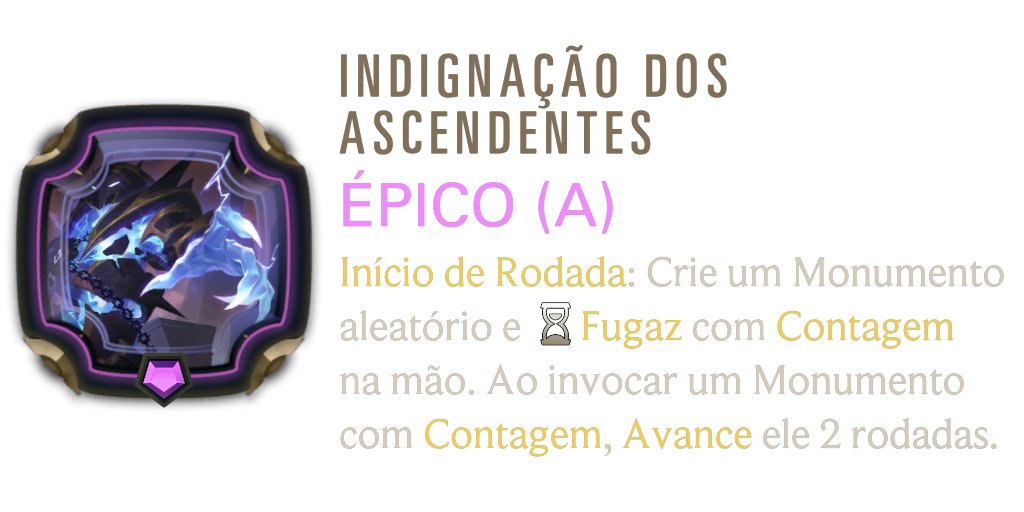 INDIGNAÇÃO DOS
ASCENDENTES
ÉPICO (A)
Início de Rodada: Crie um Monumento
aleatório e Fugaz com Contagem
na mão. Ao invocar um Monumento
com Contagem, Avance ele 2 rodadas.